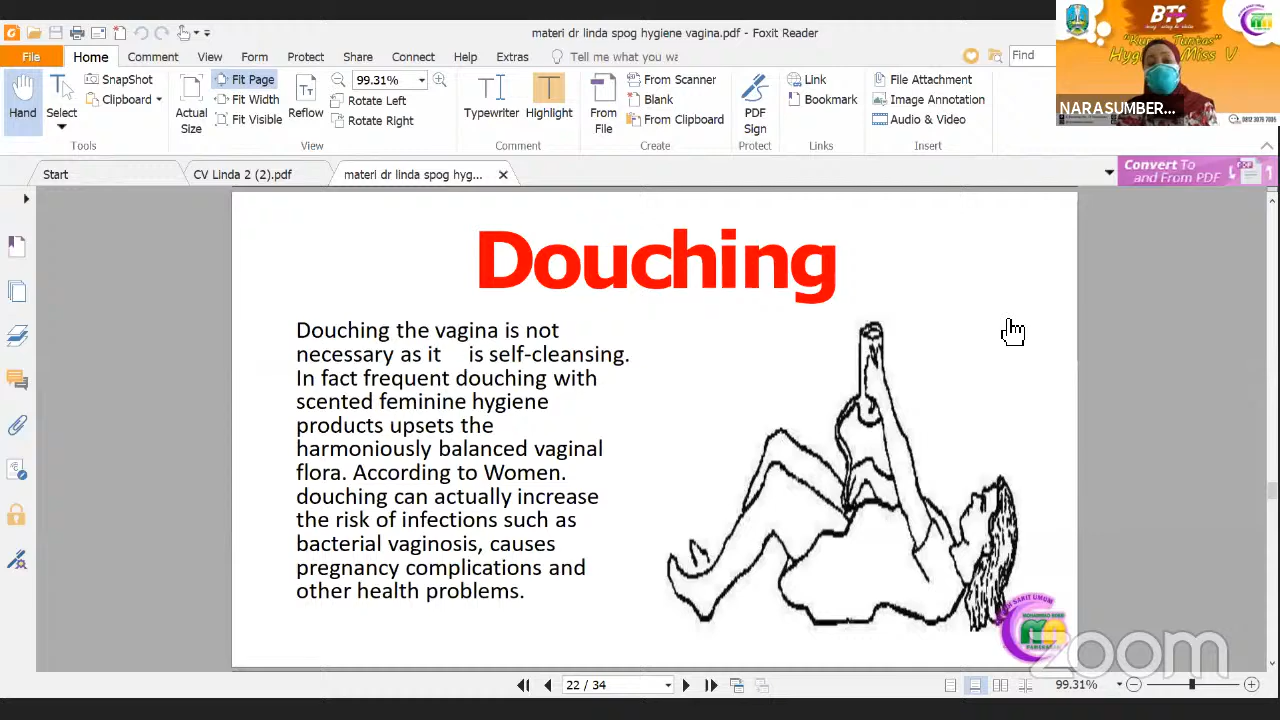 materi dr linda spog hygiene vagina.pdf - Foxit Reader
File Home Comment View Form Protect Share Connect Help Extras Tell me what you wa Find
Hand
Select
SnapShot
Clipboard
Actual Size
Fit Page
Fit Width
Fit Visible
Reflow
99.31%
Rotate Left
Rotate Right
Typewriter
Highlight
From File
From Scanner
Blank
From Clipboard
PDF Sign
Link
Bookmark
File Attachment
Image Annotation
Audio & Video
Tools View Comment Create Protect Links Insert
Start
CV Linda 2 (2).pdf
materi dr linda spog hyg...
Convert To
and From PDF
BTS
"Kupas Tuntas"
Hygiene Miss V
NARASUMBER...
Douching
Douching the vagina is not
necessary as it is self-cleansing.
In fact frequent douching with
scented feminine hygiene
products upsets the
harmoniously balanced vaginal
flora. According to Women.
douching can actually increase
the risk of infections such as
bacterial vaginosis, causes
pregnancy complications and
other health problems.
zoom
22 / 34
99.31%